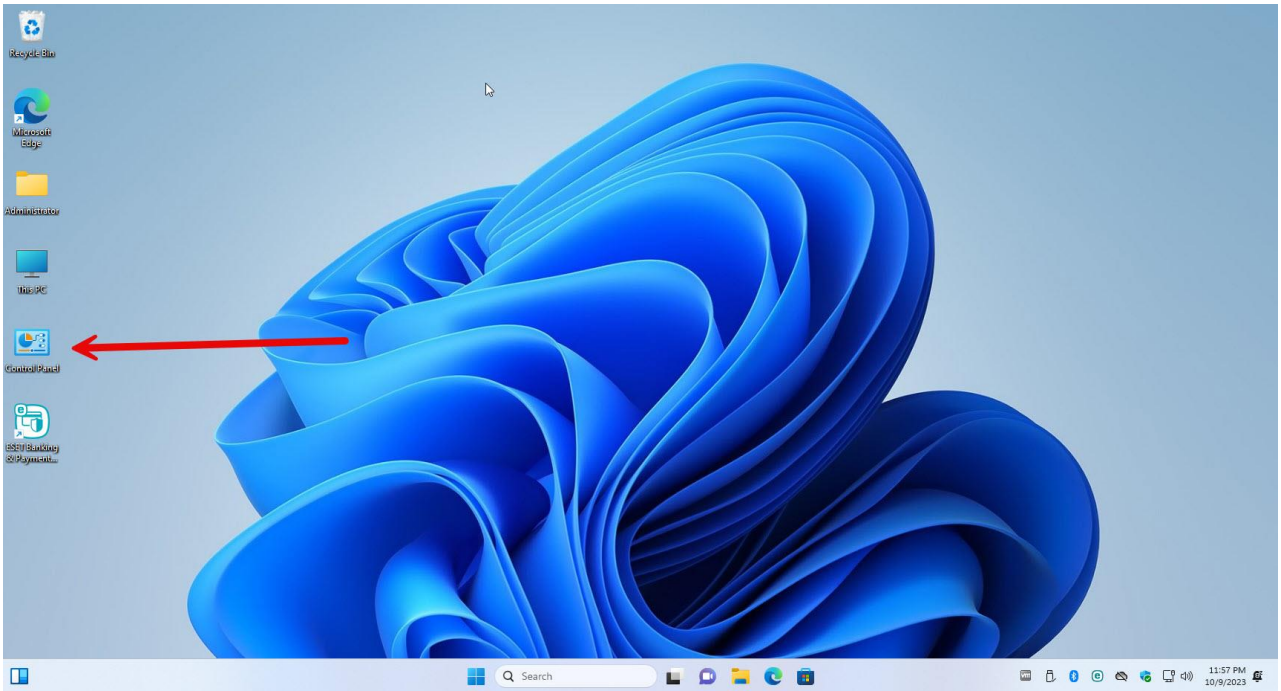 Recycle Bin
Microsoft
Edge
Administrator
This PC
Control Panel
ESET Banking
& Payment...
Search
vm
11:57 PM
10/9/2023